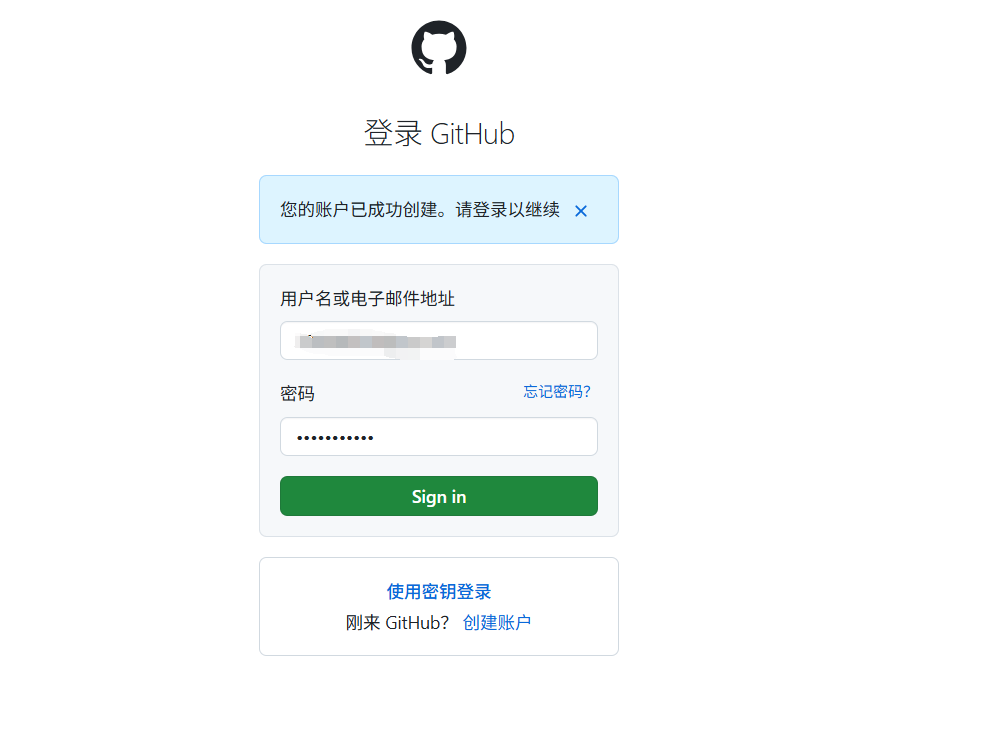 登录 GitHub
您的账户已成功创建。请登录以继续
用户名或电子邮件地址
密码 忘记密码？
Sign in
使用密钥登录
刚来 GitHub？ 创建账户